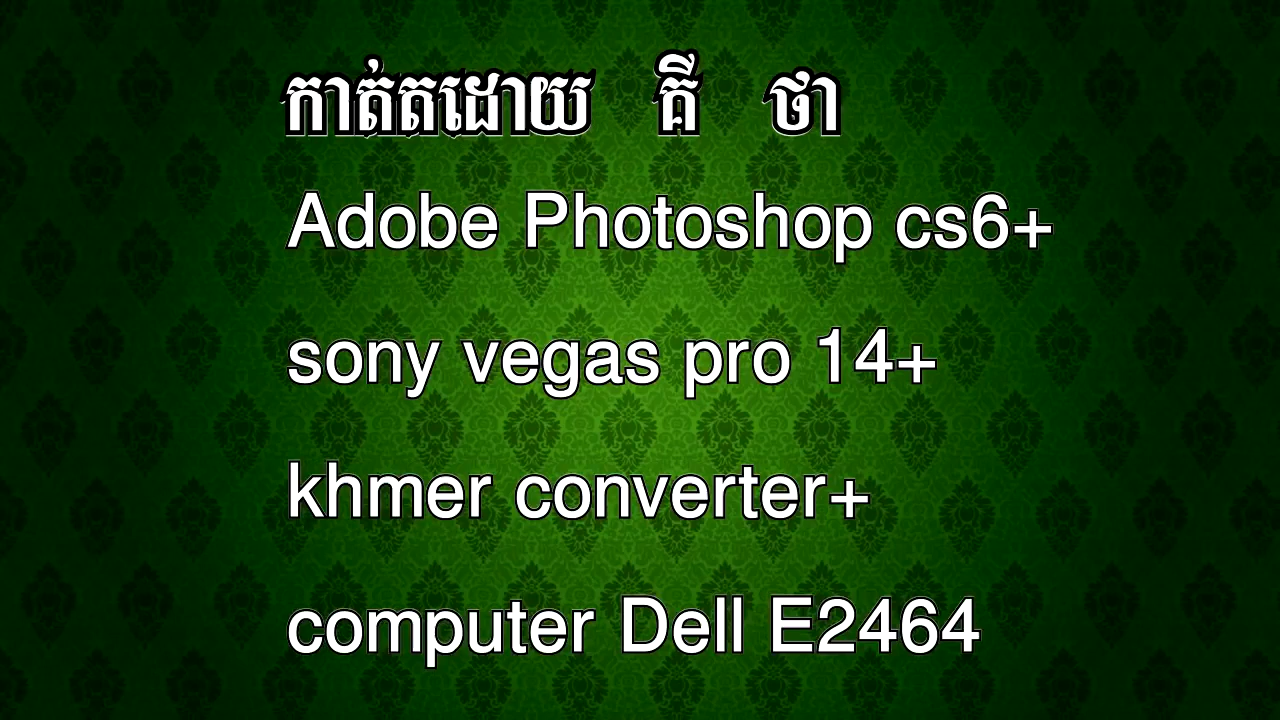 កាត់តដោយ គី ថា
Adobe Photoshop cs6+
sony vegas pro 14+
khmer converter+
computer Dell E2464